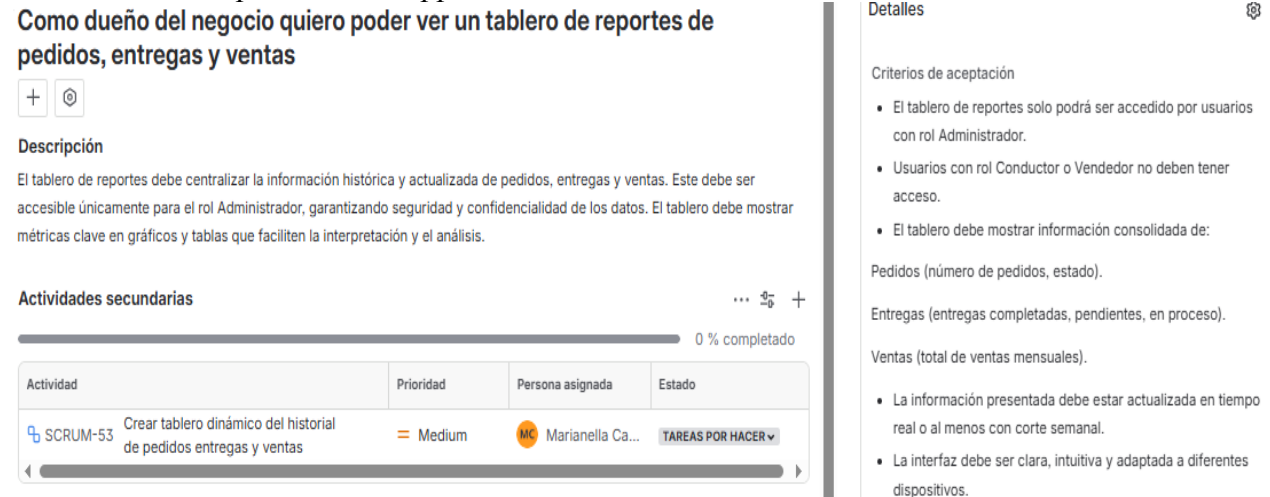 Como dueño del negocio quiero poder ver un tablero de reportes de
pedidos, entregas y ventas
Descripción
El tablero de reportes debe centralizar la información histórica y actualizada de pedidos, entregas y ventas. Este debe ser
accesible únicamente para el rol Administrador, garantizando seguridad y confidencialidad de los datos. El tablero debe mostrar
métricas clave en gráficos y tablas que faciliten la interpretación y el análisis.
Actividades secundarias
0 % completado
Actividad Prioridad Persona asignada Estado
SCRUM-53 Crear tablero dinámico del historial
de pedidos entregas y ventas
Medium MC Marianella Ca... TAREAS POR HACER
Detalles
Criterios de aceptación
• El tablero de reportes solo podrá ser accedido por usuarios
con rol Administrador.
• Usuarios con rol Conductor o Vendedor no deben tener
acceso.
• El tablero debe mostrar información consolidada de:
Pedidos (número de pedidos, estado).
Entregas (entregas completadas, pendientes, en proceso).
Ventas (total de ventas mensuales).
• La información presentada debe estar actualizada en tiempo
real o al menos con corte semanal.
• La interfaz debe ser clara, intuitiva y adaptada a diferentes
dispositivos.